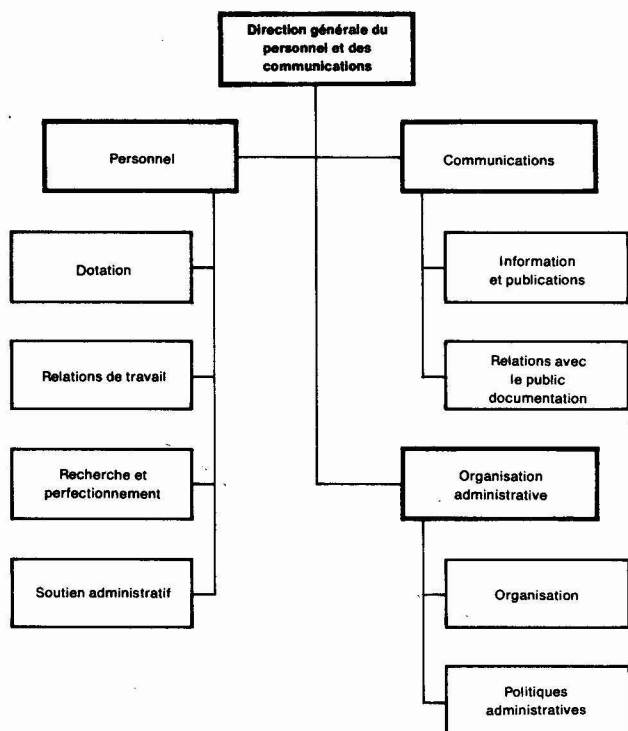 Direction générale du
personnel et des
communications
Personnel
Communications
Dotation
Information
et publications
Relations de travail
Relations avec
le public
documentation
Recherche et
perfectionnement
Organisation
administrative
Soutien administratif
Organisation
Politiques
administratives